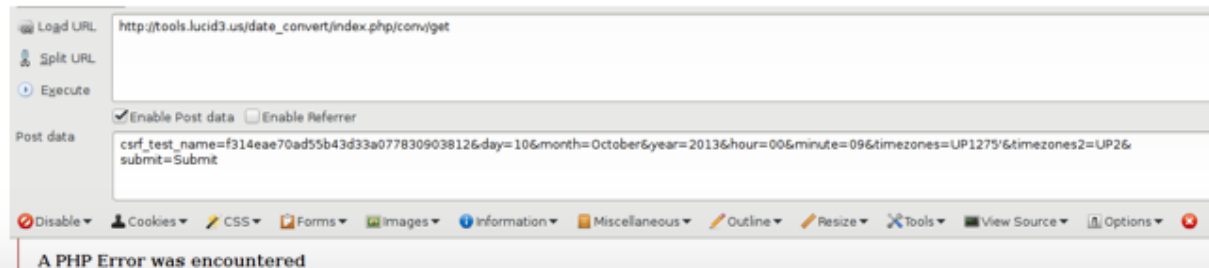 Load URL http://tools.lucid3.us/date_convert/index.php/conv/get
Split URL
Execute
Enable Post data Enable Referrer
Post data
csrf_test_name=f314eae70ad55b43d33a077830903812&day=10&month=October&year=2013&hour=00&minute=09&timezones=UP1275'&timezones2=UP2&
submit=Submit
Disable Cookies CSS Forms Images Information Miscellaneous Outline Resize Tools View Source Options
A PHP Error was encountered